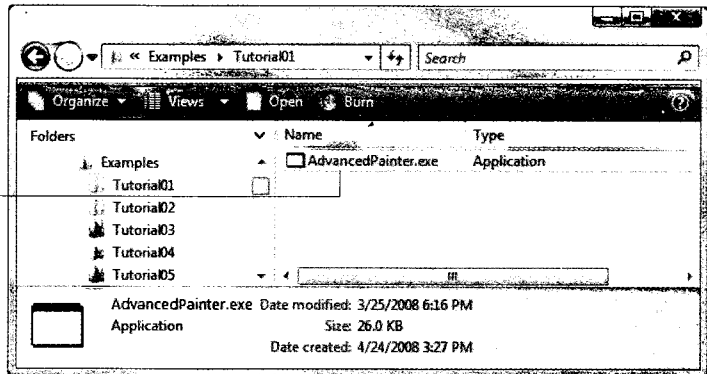 « Examples › Tutorial01
Search
Organize Views Open Burn
Folders
Name Type
Examples
AdvancedPainter.exe Application
Tutorial01
Tutorial02
Tutorial03
Tutorial04
Tutorial05
AdvancedPainter.exe Date modified: 3/25/2008 6:16 PM
Application Size: 26.0 KB
Date created: 4/24/2008 3:27 PM